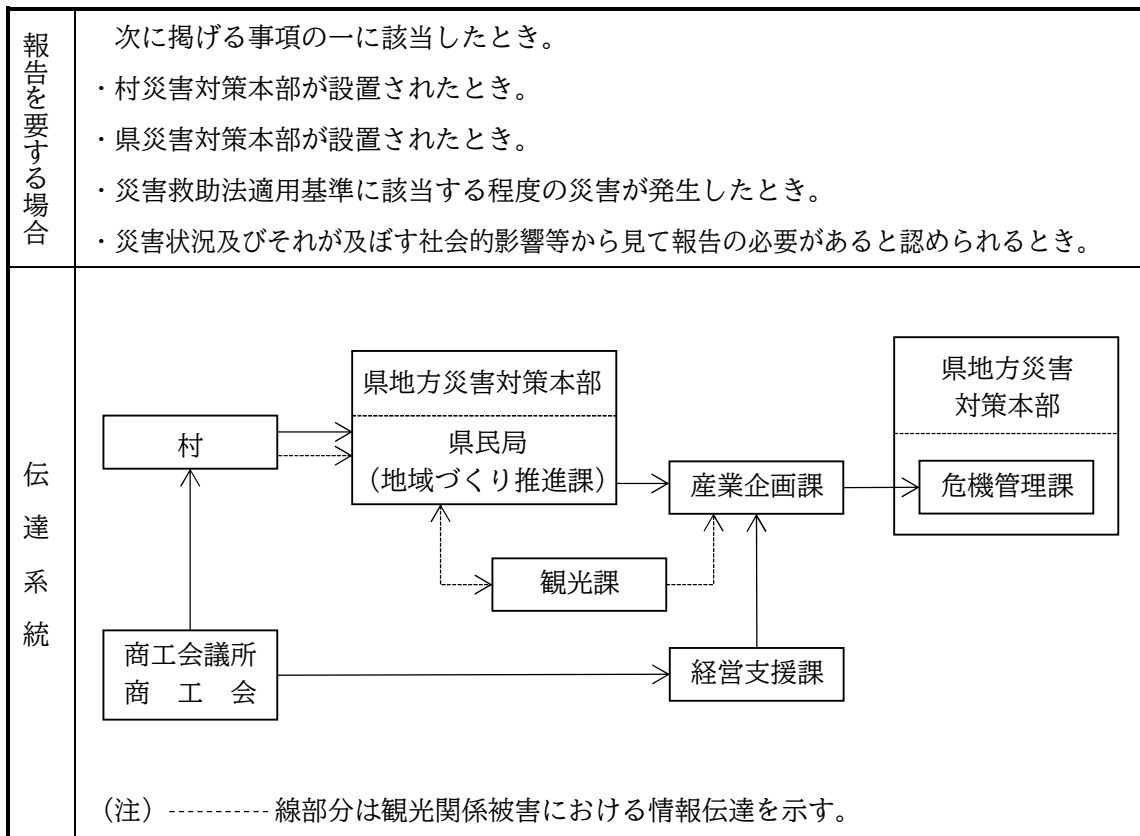 報告を要する場合
次に掲げる事項の一に該当したとき。
・村災害対策本部が設置されたとき。
・県災害対策本部が設置されたとき。
・災害救助法適用基準に該当する程度の災害が発生したとき。
・災害状況及びそれが及ぼす社会的影響等から見て報告の必要があると認められるとき。
伝達系統
村
県地方災害対策本部
県民局
（地域づくり推進課）
産業企画課
県地方災害
対策本部
危機管理課
観光課
商工会議所
商　工　会
経営支援課
（注）----------- 線部分は観光関係被害における情報伝達を示す。